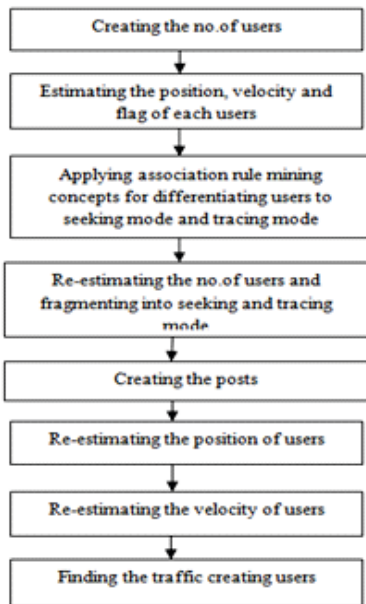 Creating the no.of users
Estimating the position, velocity and
flag of each users
Applying association rule mining
concepts for differentiating users to
seeking mode and tracing mode
Re-estimating the no.of users and
fragmenting into seeking and tracing
mode.
Creating the posts
Re-estimating the position of users
Re-estimating the velocity of users
Finding the traffic creating users